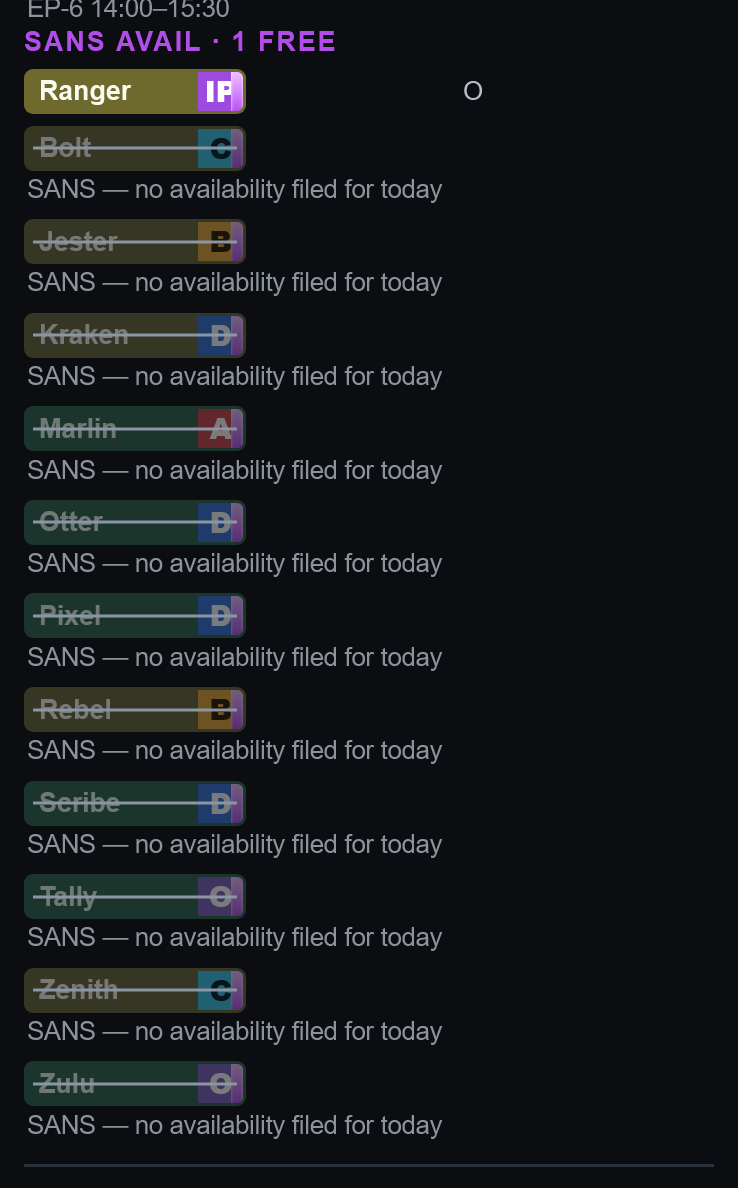 EP-6 14:00–15:30
SANS AVAIL · 1 FREE
Ranger IP O
Bolt C
SANS — no availability filed for today
Jester B
SANS — no availability filed for today
Kraken D
SANS — no availability filed for today
Marlin A
SANS — no availability filed for today
Otter D
SANS — no availability filed for today
Pixel D
SANS — no availability filed for today
Rebel B
SANS — no availability filed for today
Scribe D
SANS — no availability filed for today
Tally O
SANS — no availability filed for today
Zenith C
SANS — no availability filed for today
Zulu O
SANS — no availability filed for today